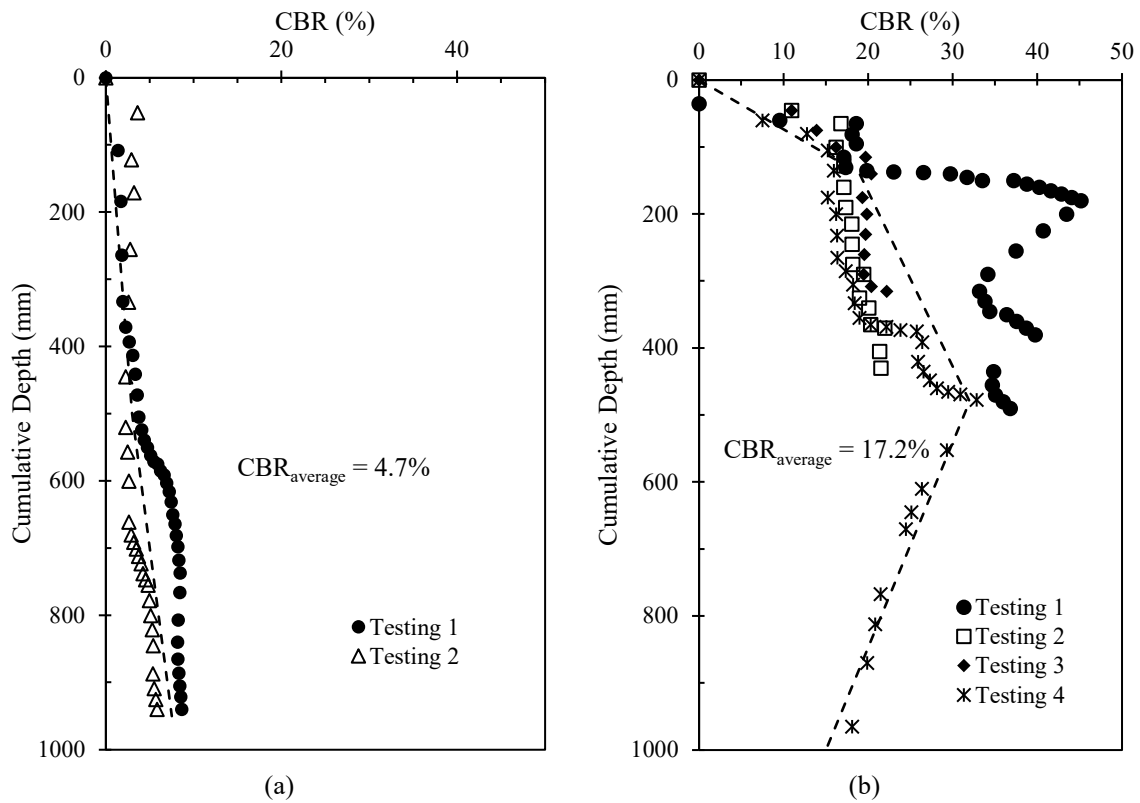 CBR (%)
0 20 40
0
200
400
600
800
1000
Cumulative Depth (mm)
CBRaverage = 4.7%
Testing 1
Testing 2
(a)
CBR (%)
0 10 20 30 40 50
0
200
400
600
800
1000
Cumulative Depth (mm)
CBRaverage = 17.2%
Testing 1
Testing 2
Testing 3
Testing 4
(b)